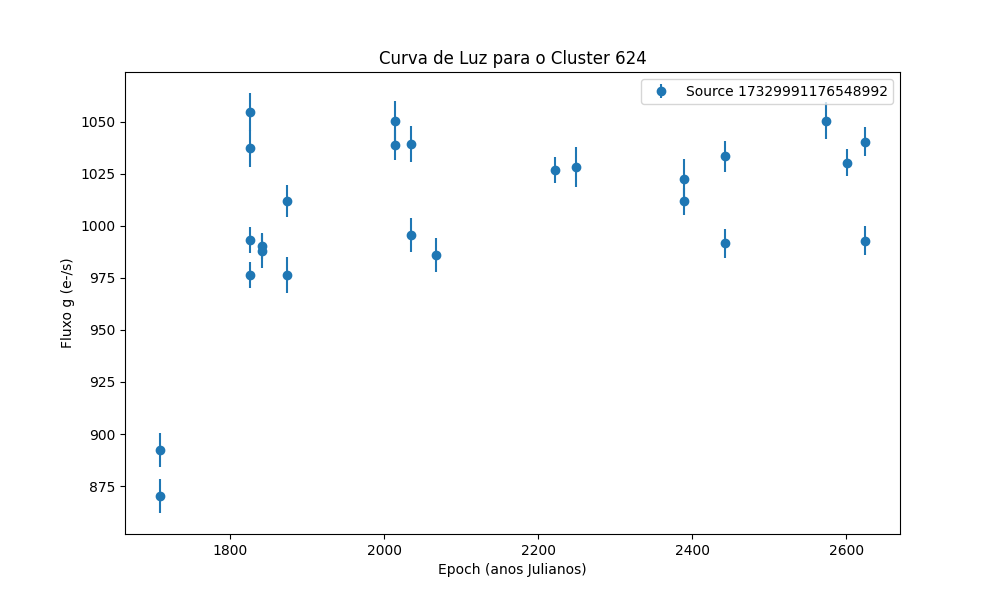 Curva de Luz para o Cluster 624
Source 17329991176548992
1050
1025
1000
975
950
925
900
875
Fluxo g (e-/s)
1800 2000 2200 2400 2600
Epoch (anos Julianos)